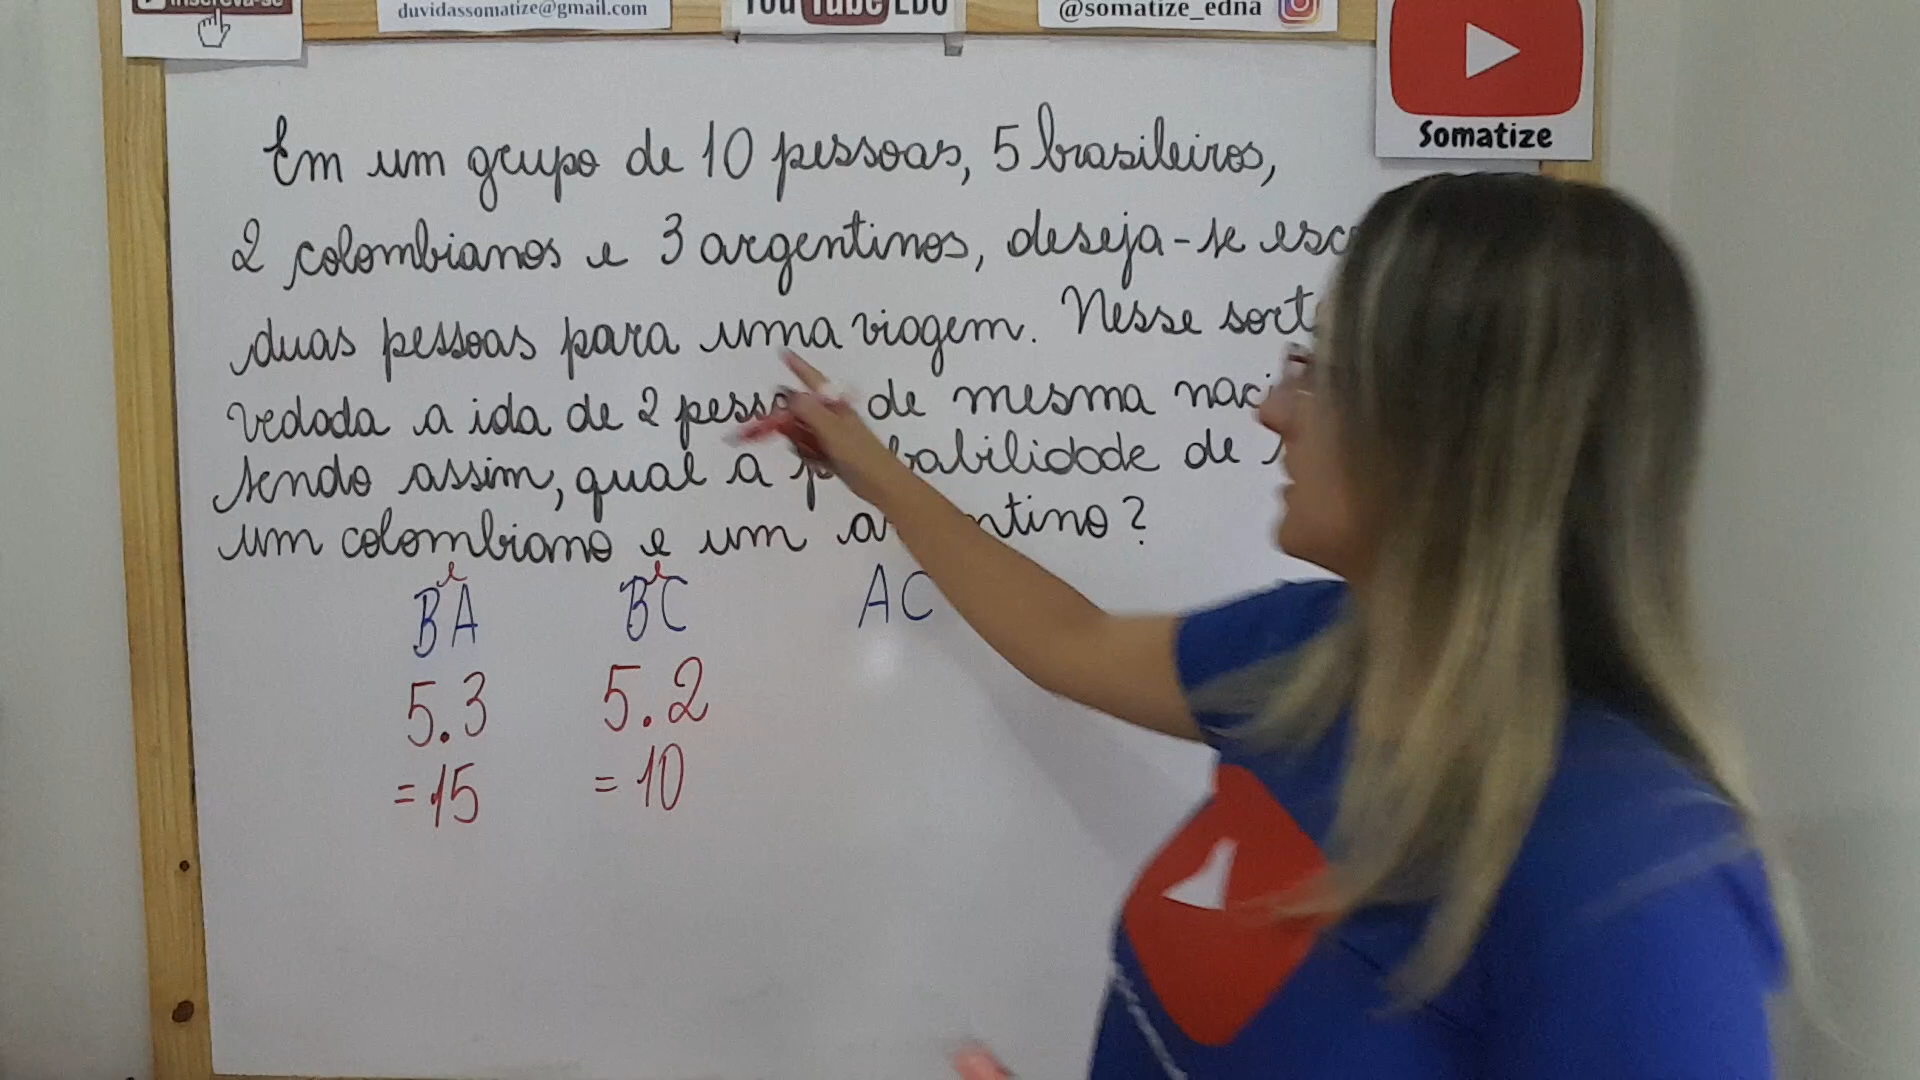 duvidassomatize@gmail.com
@somatize_edna
Somatize
Em um grupo de 10 pessoas, 5 brasileiros,
2 colombianos e 3 argentinos, deseja-se
duas pessoas para uma viagem. Nesse
vedada a ida de 2 de mesma
sendo assim, qual a de
um colombiano e um
e e
BA BC AC
5.3 5.2
=15 =10